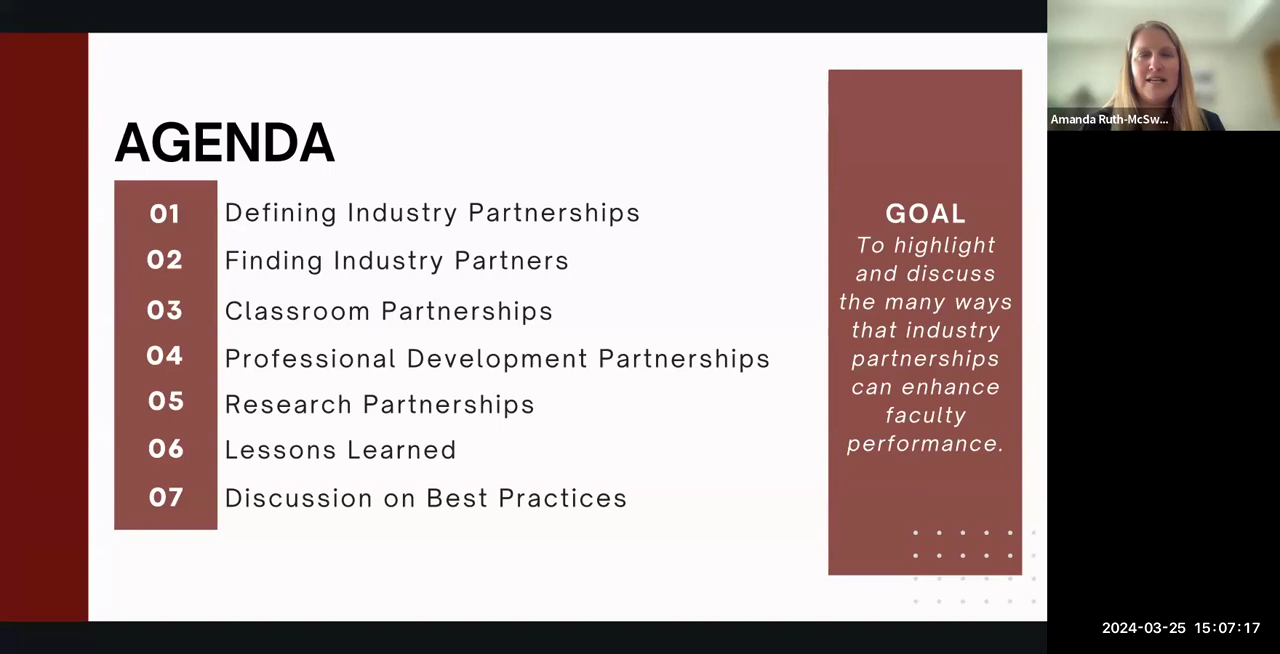 AGENDA
01 Defining Industry Partnerships
02 Finding Industry Partners
03 Classroom Partnerships
04 Professional Development Partnerships
05 Research Partnerships
06 Lessons Learned
07 Discussion on Best Practices
GOAL
To highlight
and discuss
the many ways
that industry
partnerships
can enhance
faculty
performance.
Amanda Ruth-McSw...
2024-03-25 15:07:17